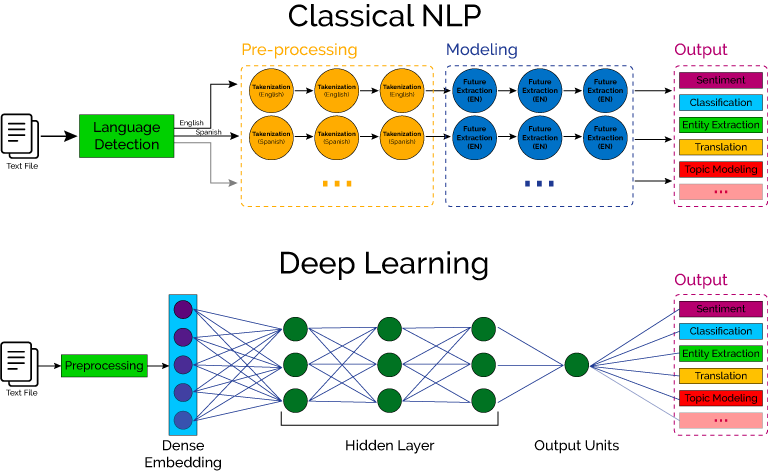 Classical NLP
Pre-processing
Modeling
Output
Text File
Language
Detection
English
Spanish
Takenization
(English)
Takenization
(English)
Takenization
(English)
Future
Extraction
(EN)
Future
Extraction
(EN)
Future
Extraction
(EN)
Takenization
(Spanish)
Takenization
(Spanish)
Takenization
(Spanish)
Future
Extraction
(EN)
Future
Extraction
(EN)
Future
Extraction
(EN)
Sentiment
Classification
Entity Extraction
Translation
Topic Modeling
...
Deep Learning
Output
Text File
Preprocessing
Dense
Embedding
Hidden Layer
Output Units
Sentiment
Classification
Entity Extraction
Translation
Topic Modeling
...